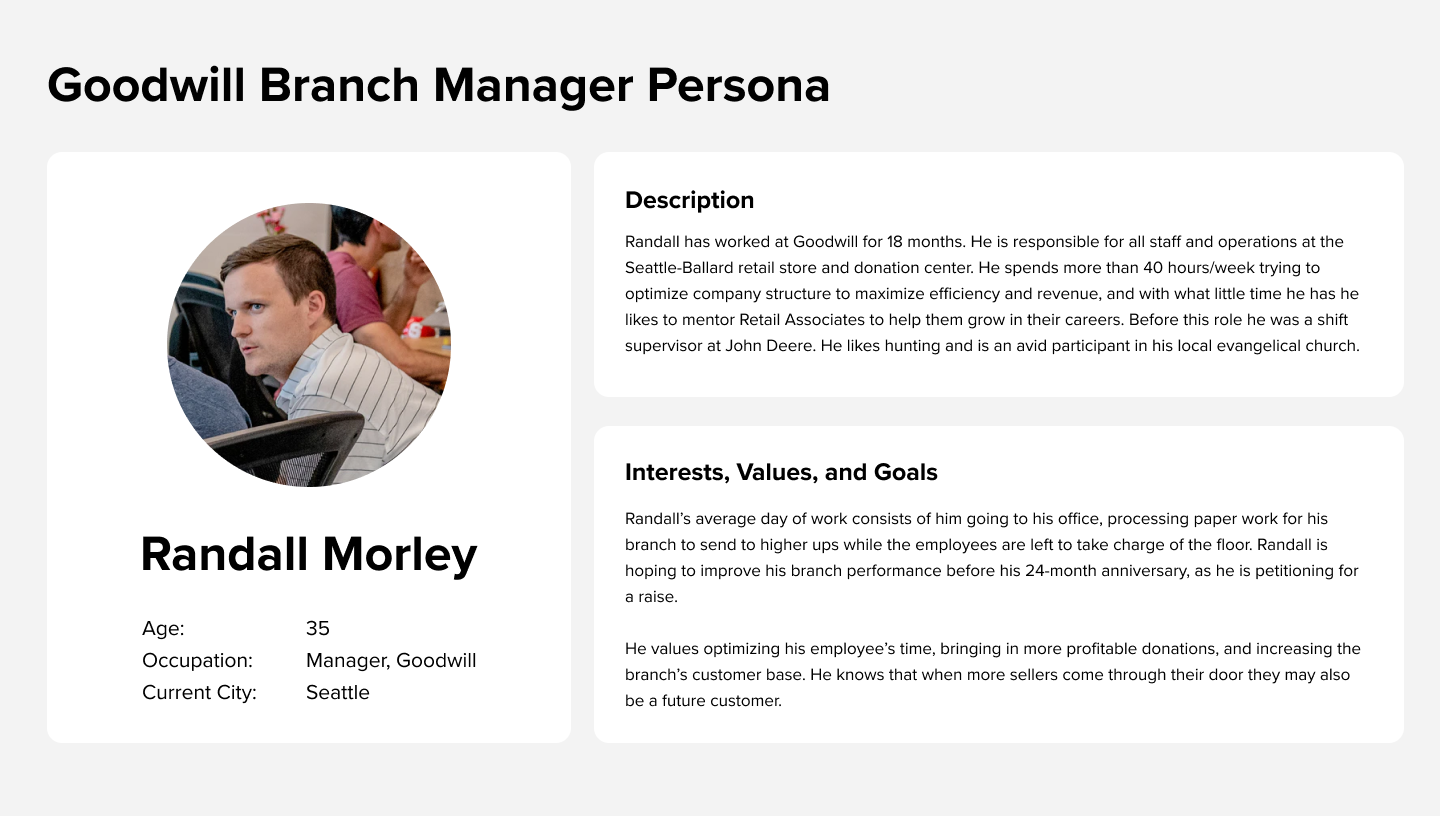 Goodwill Branch Manager Persona
Randall Morley
Age: 35
Occupation: Manager, Goodwill
Current City: Seattle
Description
Randall has worked at Goodwill for 18 months. He is responsible for all staff and operations at the
Seattle-Ballard retail store and donation center. He spends more than 40 hours/week trying to
optimize company structure to maximize efficiency and revenue, and with what little time he has he
likes to mentor Retail Associates to help them grow in their careers. Before this role he was a shift
supervisor at John Deere. He likes hunting and is an avid participant in his local evangelical church.
Interests, Values, and Goals
Randall’s average day of work consists of him going to his office, processing paper work for his
branch to send to higher ups while the employees are left to take charge of the floor. Randall is
hoping to improve his branch performance before his 24-month anniversary, as he is petitioning for
a raise.
He values optimizing his employee’s time, bringing in more profitable donations, and increasing the
branch’s customer base. He knows that when more sellers come through their door they may also
be a future customer.